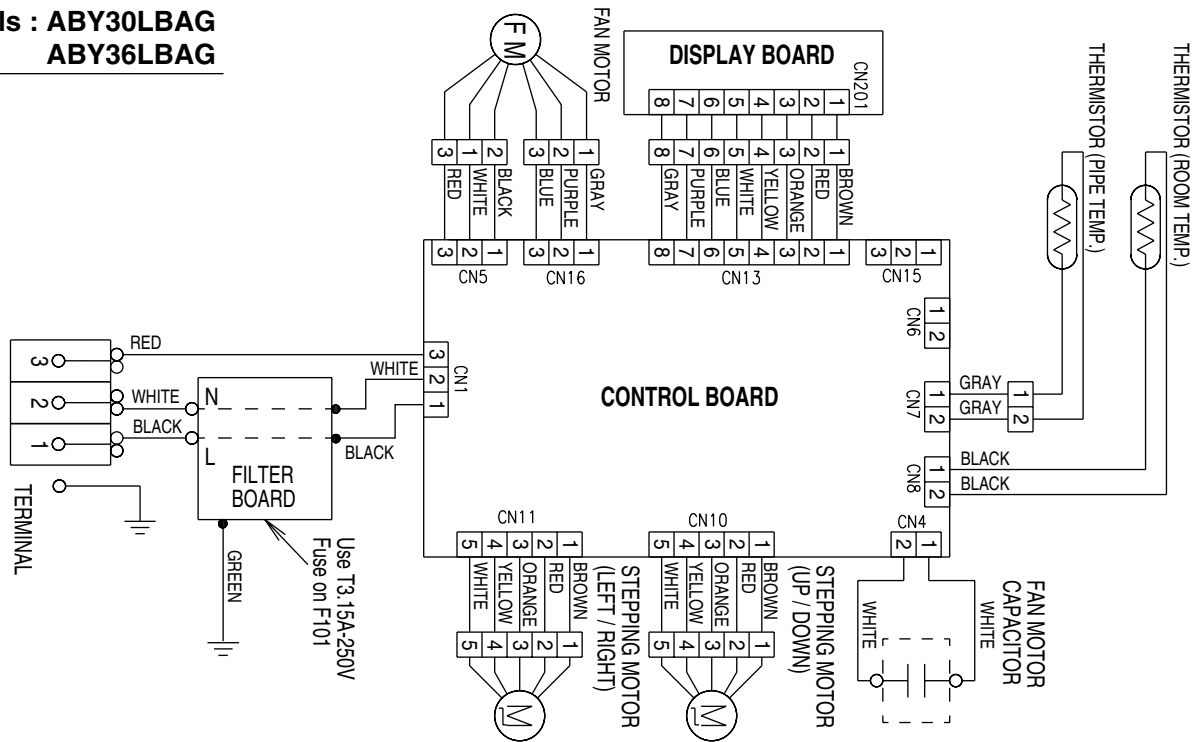 ls : ABY30LBAG
ABY36LBAG
F M
FAN MOTOR
DISPLAY BOARD
CN201
8 7 6 5 4 3 2 1
3 1 2
3 2 1
8 7 6 5 4 3 2 1
RED
WHITE
BLACK
BLUE
PURPLE
GRAY
GRAY
PURPLE
BLUE
WHITE
YELLOW
ORANGE
RED
BROWN
3 2 1
CN5
3 2 1
CN16
8 7 6 5 4 3 2 1
CN13
3 2 1
CN15
THERMISTOR (PIPE TEMP.)
THERMISTOR (ROOM TEMP.)
1 2
CN6
1 2
CN7
GRAY
GRAY
1
2
1 2
CN8
BLACK
BLACK
CONTROL BOARD
3
2
1
CN1
RED
WHITE
BLACK
3
2
1
WHITE
BLACK
N
L
FILTER
BOARD
TERMINAL
GREEN
Use T3.15A-250V
Fuse on F101
CN11
5 4 3 2 1
WHITE
YELLOW
ORANGE
RED
BROWN
5 4 3 2 1
M
STEPPING MOTOR
(LEFT / RIGHT)
CN10
5 4 3 2 1
WHITE
YELLOW
ORANGE
RED
BROWN
5 4 3 2 1
M
STEPPING MOTOR
(UP / DOWN)
CN4
2 1
WHITE
WHITE
FAN MOTOR
CAPACITOR